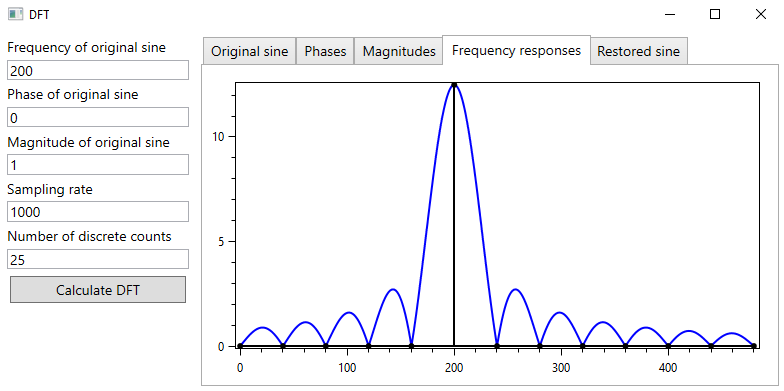 DFT
Frequency of original sine
200
Phase of original sine
0
Magnitude of original sine
1
Sampling rate
1000
Number of discrete counts
25
Calculate DFT
Original sine Phases Magnitudes Frequency responses Restored sine
10
5
0
0 100 200 300 400